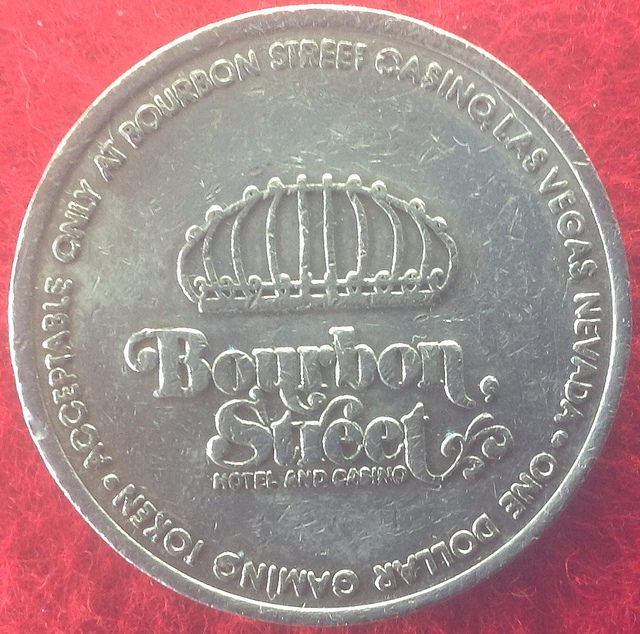 ACCEPTABLE ONLY AT BOURBON STREET CASINO, LAS VEGAS NEVADA • ONE DOLLAR GAMING TOKEN •
Bourbon
Street
HOTEL AND CASINO